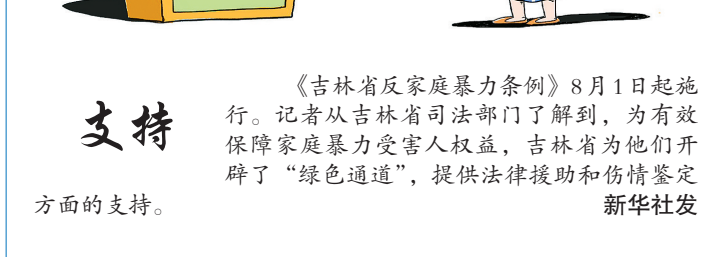 支持
《吉林省反家庭暴力条例》8月1日起施
行。记者从吉林省司法部门了解到，为有效
保障家庭暴力受害人权益，吉林省为他们开
辟了“绿色通道”，提供法律援助和伤情鉴定
方面的支持。 新华社发